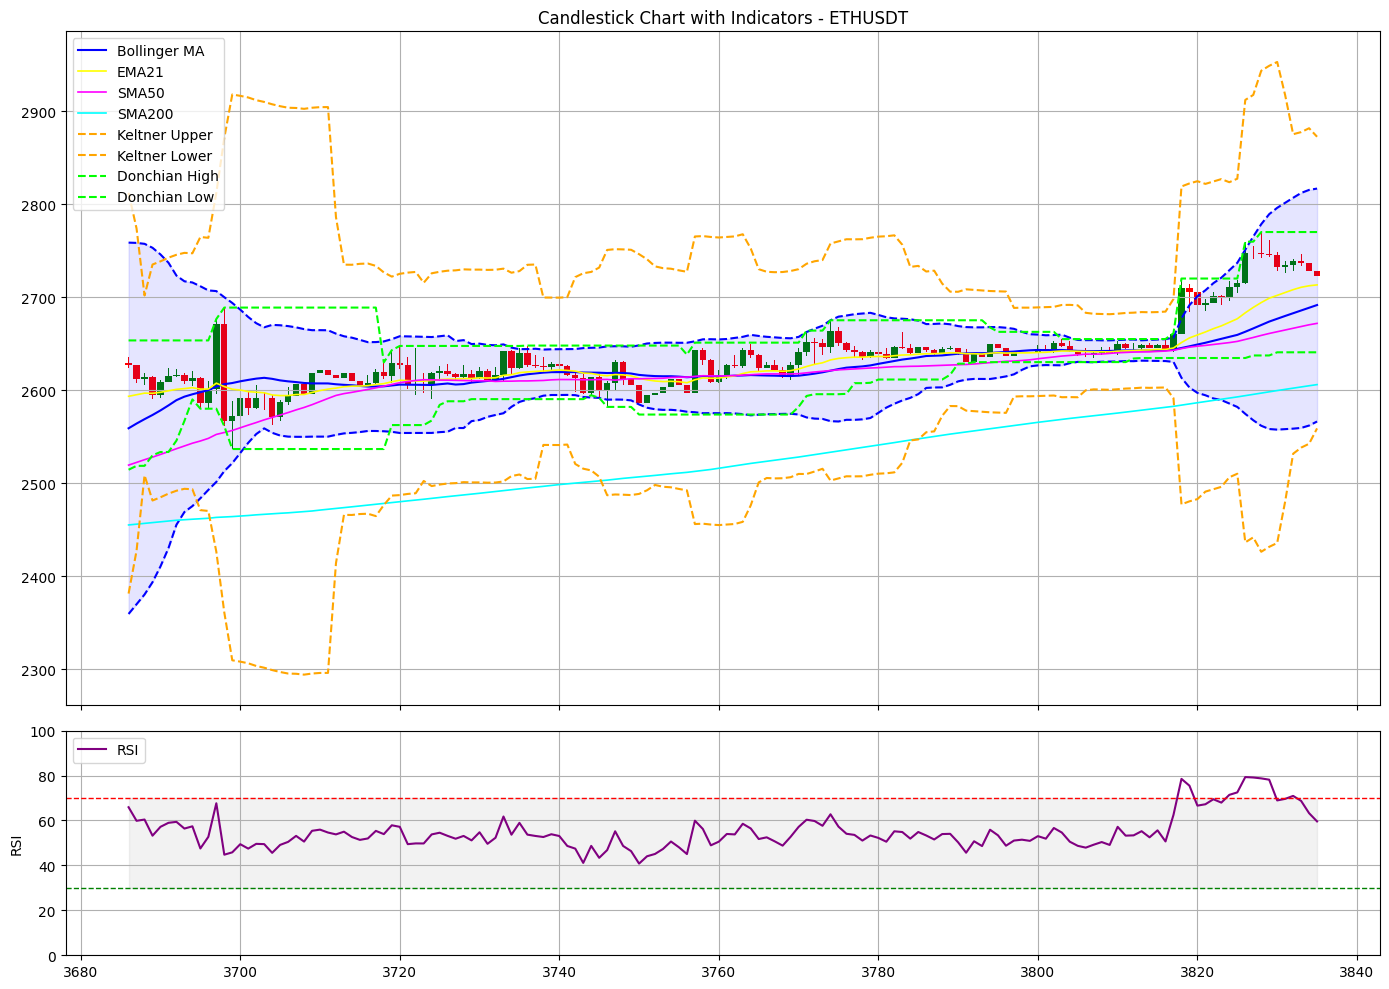 Candlestick Chart with Indicators - ETHUSDT
Bollinger MA
EMA21
SMA50
SMA200
Keltner Upper
Keltner Lower
Donchian High
Donchian Low
2900
2800
2700
2600
2500
2400
2300
RSI
100
80
60
40
20
0
RSI
3680
3700
3720
3740
3760
3780
3800
3820
3840